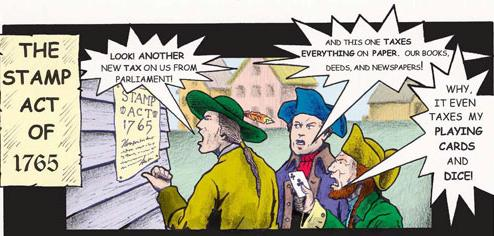 THE
STAMP
ACT
OF
1765
LOOK! ANOTHER
NEW TAX ON US FROM
PARLIAMENT!
AND THIS ONE TAXES
EVERYTHING ON PAPER. OUR BOOKS,
DEEDS, AND NEWSPAPERS!
WHY,
IT EVEN
TAXES MY
PLAYING
CARDS
AND
DICE!
STAMP
ACT
1765